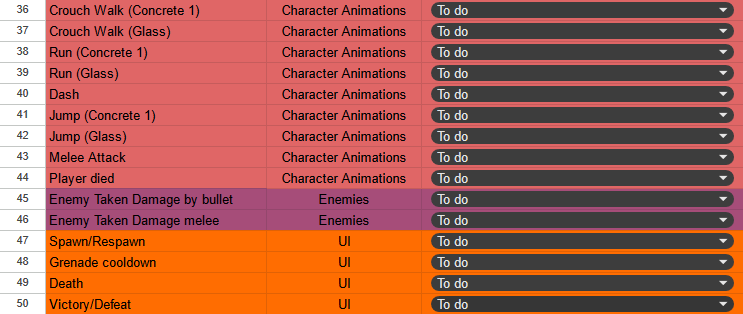 36 Crouch Walk (Concrete 1) Character Animations To do
37 Crouch Walk (Glass) Character Animations To do
38 Run (Concrete 1) Character Animations To do
39 Run (Glass) Character Animations To do
40 Dash Character Animations To do
41 Jump (Concrete 1) Character Animations To do
42 Jump (Glass) Character Animations To do
43 Melee Attack Character Animations To do
44 Player died Character Animations To do
45 Enemy Taken Damage by bullet Enemies To do
46 Enemy Taken Damage melee Enemies To do
47 Spawn/Respawn UI To do
48 Grenade cooldown UI To do
49 Death UI To do
50 Victory/Defeat UI To do